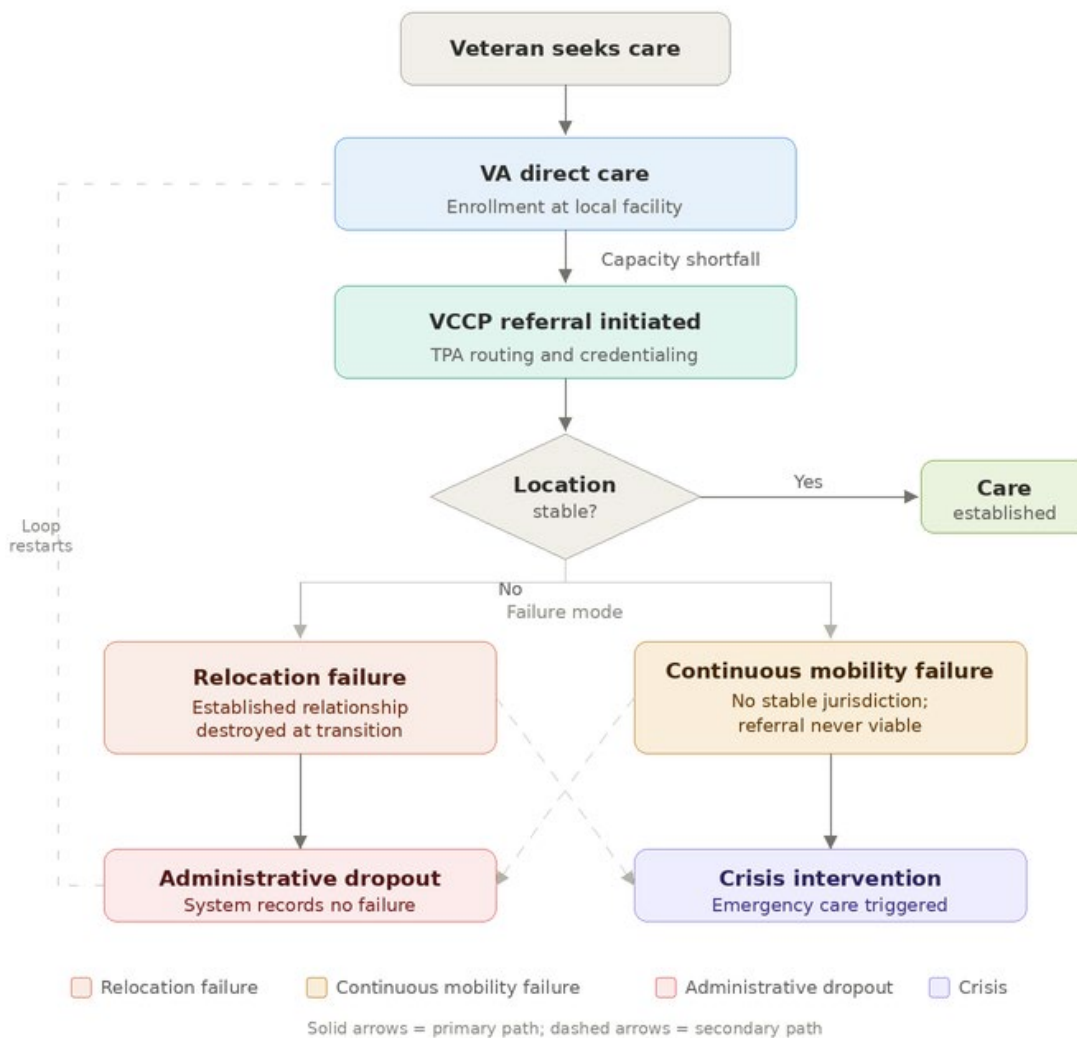 Veteran seeks care
VA direct care
Enrollment at local facility
Capacity shortfall
VCCP referral initiated
TPA routing and credentialing
Location
stable?
Yes
Care
established
Loop
restarts
No
Failure mode
Relocation failure
Established relationship
destroyed at transition
Continuous mobility failure
No stable jurisdiction;
referral never viable
Administrative dropout
System records no failure
Crisis intervention
Emergency care triggered
Relocation failure
Continuous mobility failure
Administrative dropout
Crisis
Solid arrows = primary path; dashed arrows = secondary path